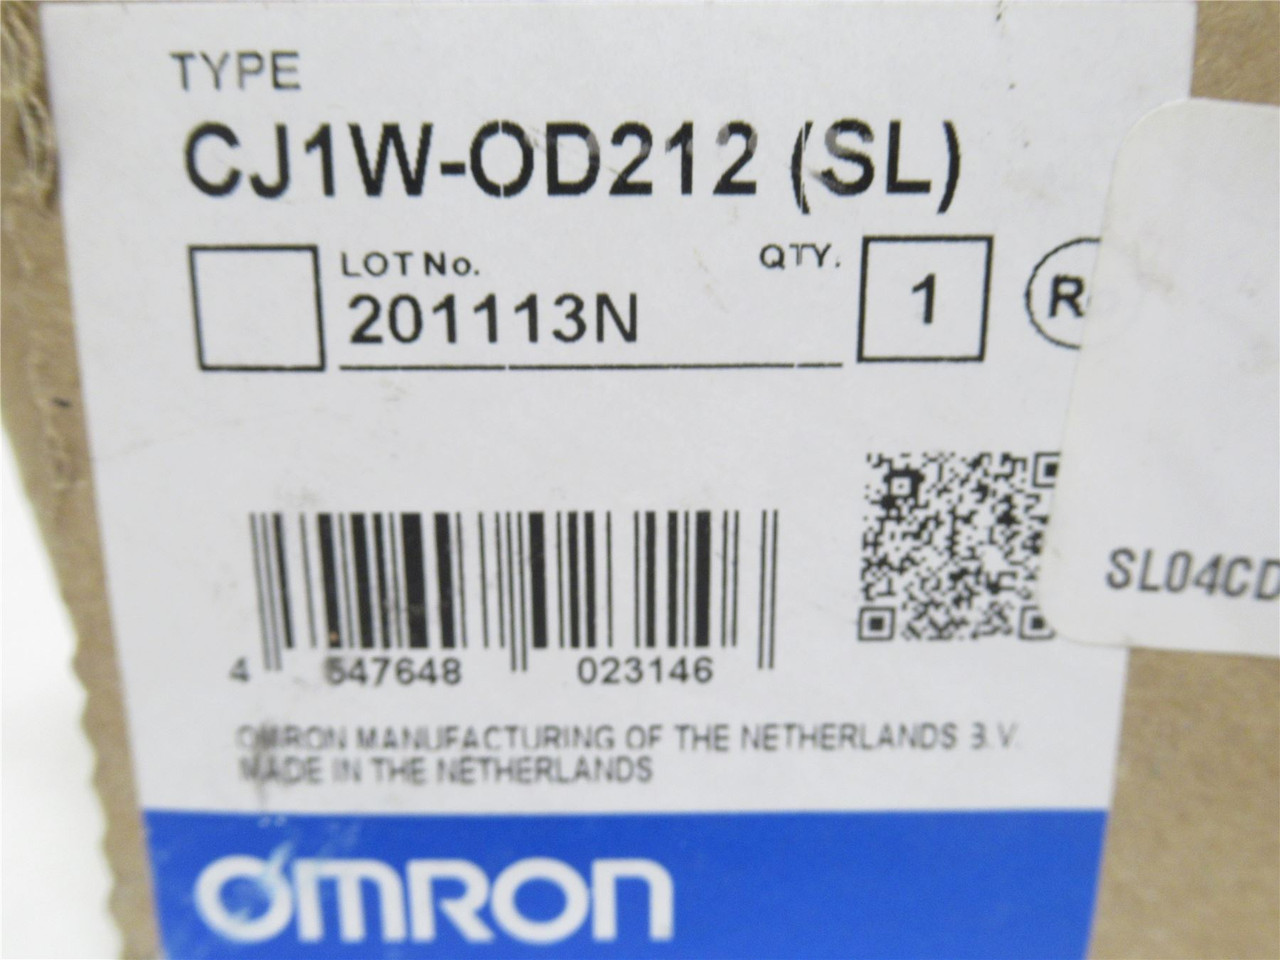 TYPE
CJ1W-OD212 (SL)
LOT No.
QTY.
201113N
1
SL04CD
4 547648 023146
OMRON MANUFACTURING OF THE NETHERLANDS B.V.
MADE IN THE NETHERLANDS
OMRON